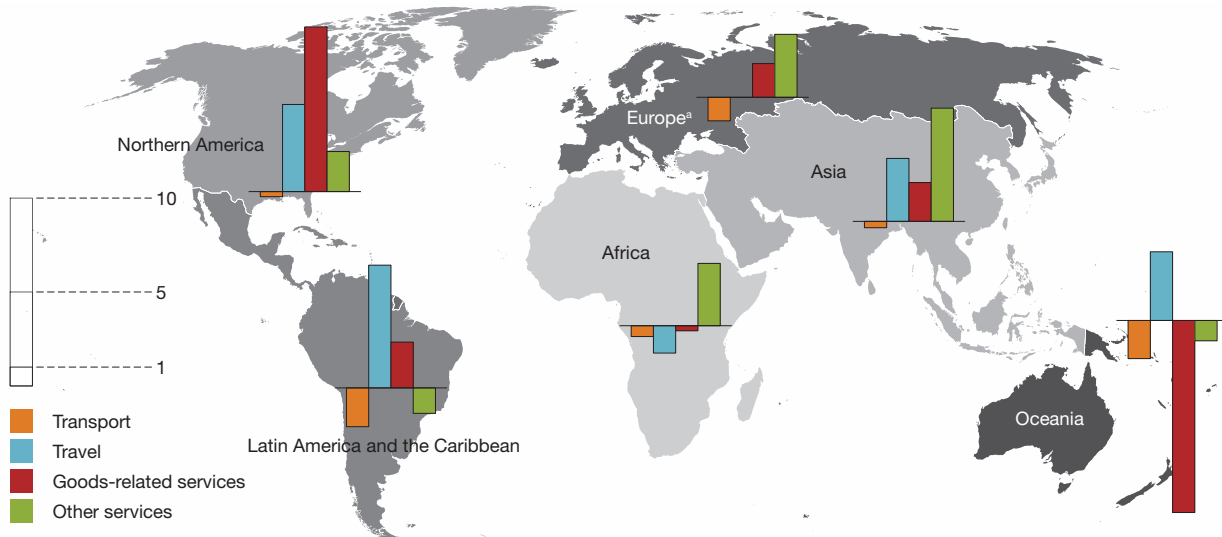 Northern America
Europeᵃ
Asia
10
Africa
5
1
Transport
Oceania
Latin America and the Caribbean
Travel
Goods-related services
Other services